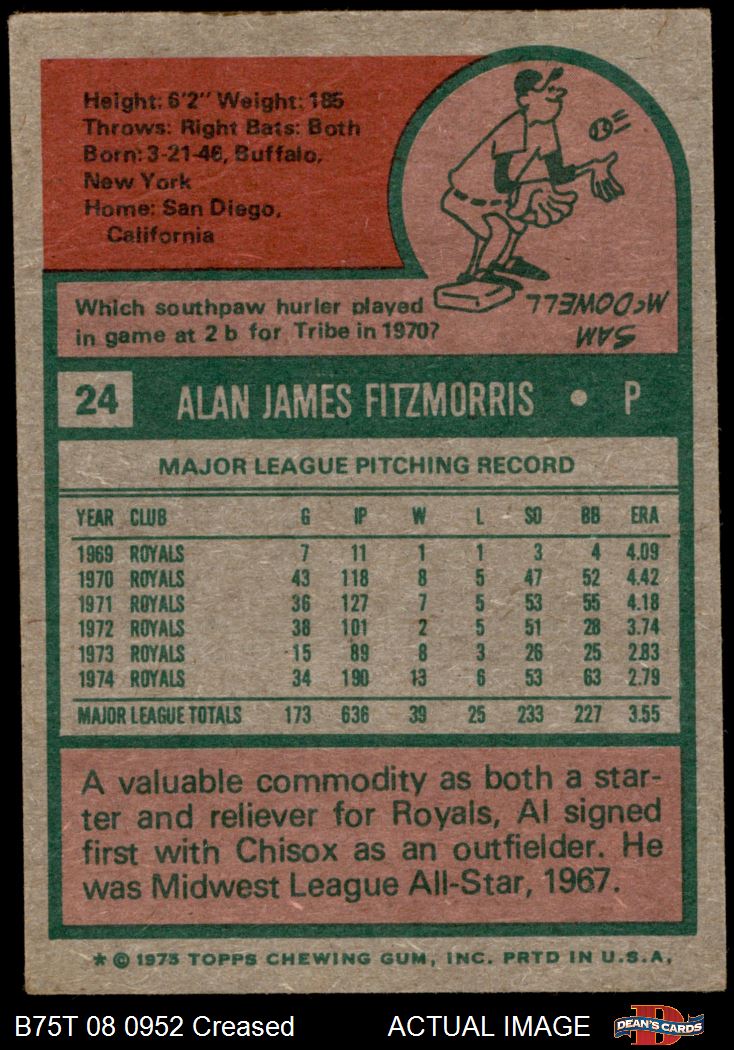 Height: 6'2" Weight: 185
Throws: Right Bats: Both
Born: 3-21-46, Buffalo,
New York
Home: San Diego,
California
Which southpaw hurler played
in game at 2 b for Tribe in 1970?
SAM
McDOWELL
24 ALAN JAMES FITZMORRIS • P
MAJOR LEAGUE PITCHING RECORD
YEAR CLUB G IP W L SO BB ERA
1969 ROYALS 7 11 1 1 3 4 4.09
1970 ROYALS 43 118 8 5 47 52 4.42
1971 ROYALS 36 127 7 5 53 55 4.18
1972 ROYALS 38 101 2 5 51 28 3.74
1973 ROYALS 15 89 8 3 26 25 2.83
1974 ROYALS 34 190 13 6 53 63 2.79
MAJOR LEAGUE TOTALS 173 636 39 25 233 227 3.55
A valuable commodity as both a star-
ter and reliever for Royals, Al signed
first with Chisox as an outfielder. He
was Midwest League All-Star, 1967.
* © 1975 TOPPS CHEWING GUM, INC. PRTD IN U.S.A.
B75T 08 0952 Creased ACTUAL IMAGE DEAN'S CARDS